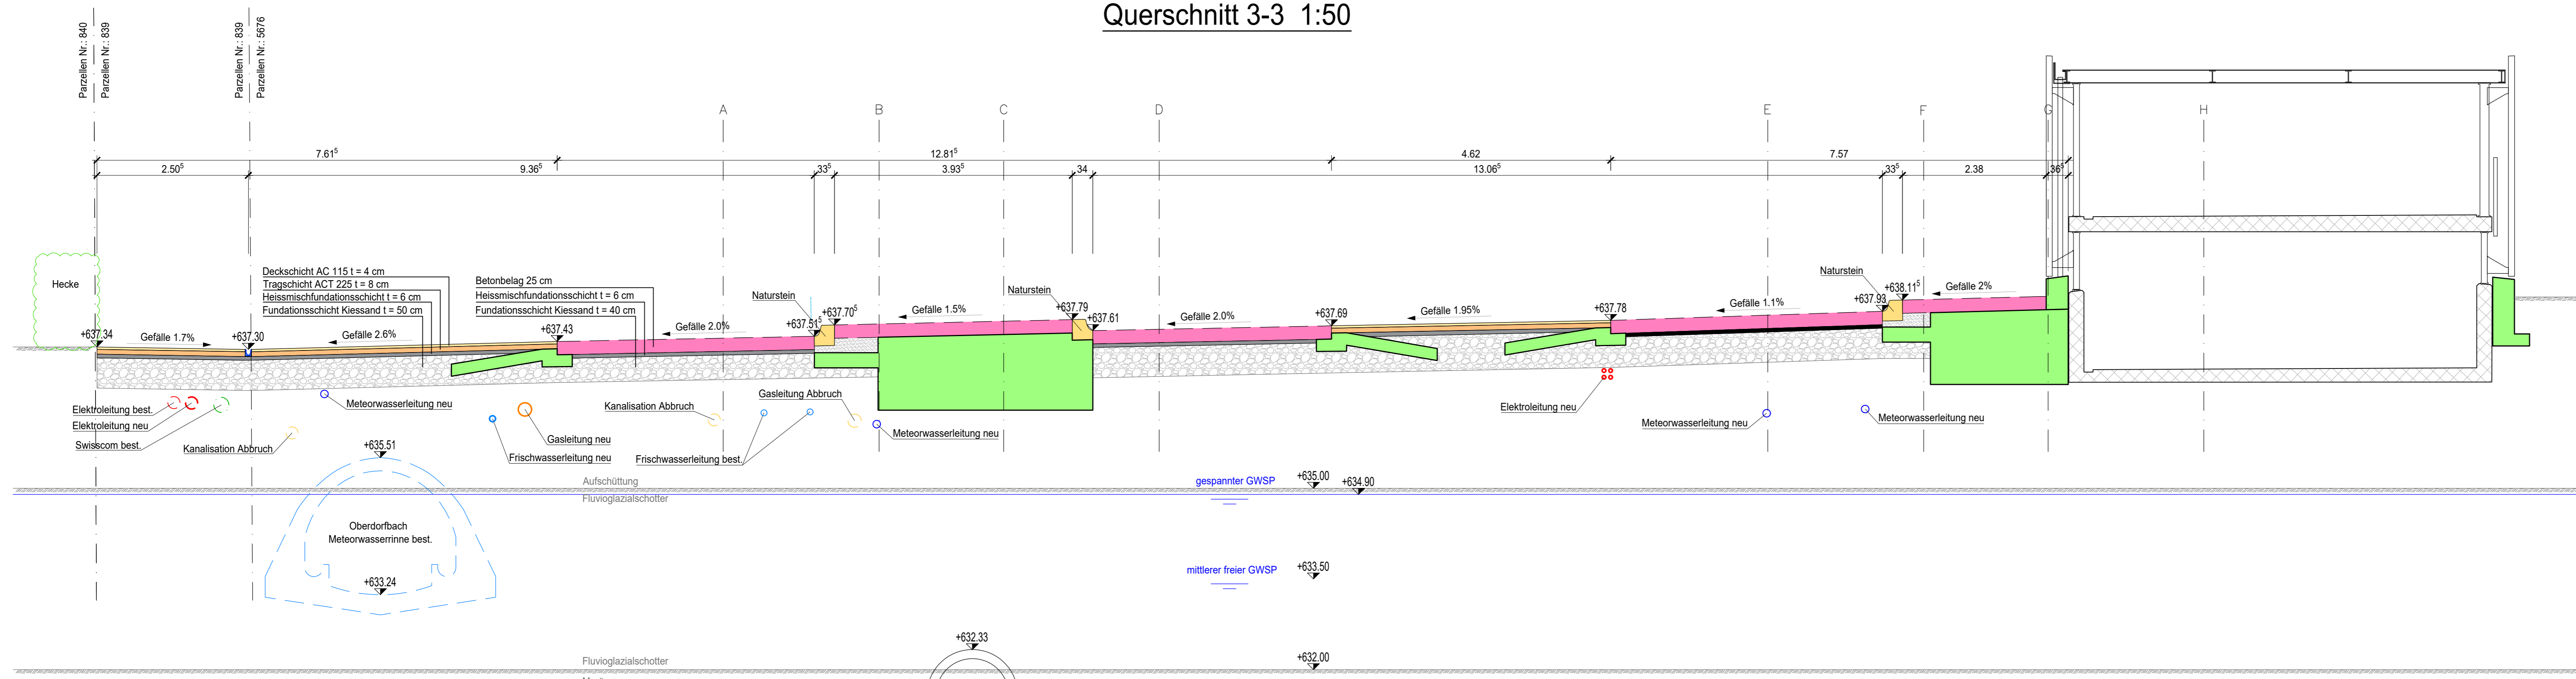 Querschnitt 3-3 1:50
Parzellen Nr.: 840
Parzellen Nr.: 839
Parzellen Nr.: 839
Parzellen Nr.: 5676
A
B
C
D
E
F
G
H
7.61⁵
12.81⁵
4.62
7.57
2.50⁵
9.36⁵
33⁵
3.93⁵
34
13.06⁵
33⁵
2.38
36⁵
Hecke
Deckschicht AC 115 t = 4 cm
Tragschicht ACT 225 t = 8 cm
Heissmischfundationsschicht t = 6 cm
Fundationsschicht Kiessand t = 50 cm
Betonbelag 25 cm
Heissmischfundationsschicht t = 6 cm
Fundationsschicht Kiessand t = 40 cm
Naturstein
Naturstein
Naturstein
+637.34
Gefälle 1.7%
+637.30
Gefälle 2.6%
+637.43
Gefälle 2.0%
+637.51⁵
+637.70⁵
Gefälle 1.5%
+637.79
+637.61
Gefälle 2.0%
+637.69
Gefälle 1.95%
+637.78
Gefälle 1.1%
+637.93
+638.11⁵
Gefälle 2%
Elektroleitung best.
Elektroleitung neu
Swisscom best.
Kanalisation Abbruch
Meteorwasserleitung neu
Gasleitung neu
Frischwasserleitung neu
Kanalisation Abbruch
Frischwasserleitung best.
Gasleitung Abbruch
Meteorwasserleitung neu
Elektroleitung neu
Meteorwasserleitung neu
Meteorwasserleitung neu
+635.51
Aufschüttung
Fluvioglazialschotter
gespannter GWSP
+635.00
+634.90
Oberdorfbach
Meteorwasserrinne best.
+633.24
mittlerer freier GWSP
+633.50
+632.33
Fluvioglazialschotter
+632.00